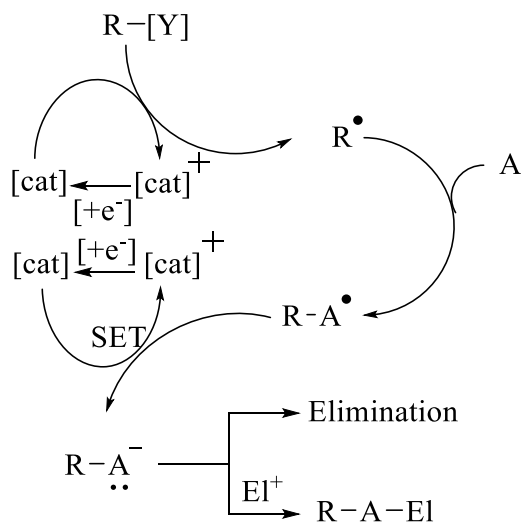 R–[Y]
R•
A
[cat] [cat]+
[+e-]
[+e-]
[cat] [cat]+
R-A•
SET
Elimination
R–A-
El+
R–A–El